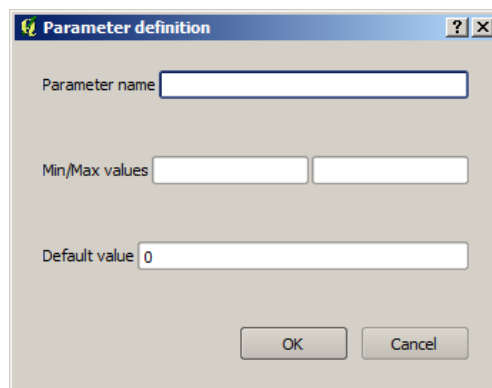 Parameter definition
Parameter name
Min/Max values
Default value 0
OK Cancel